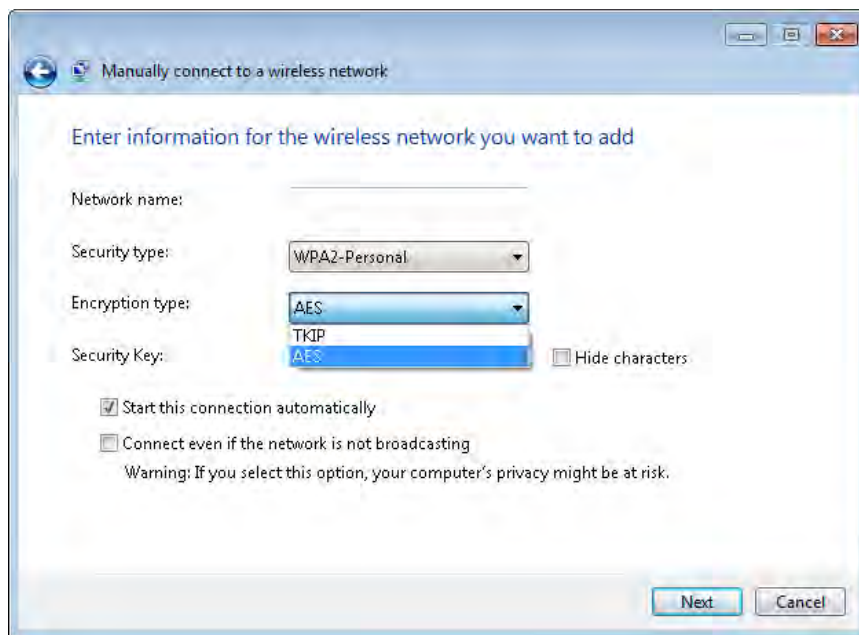 Manually connect to a wireless network
Enter information for the wireless network you want to add
Network name:
Security type: WPA2-Personal
Encryption type: AES
TKIP
Security Key: AES Hide characters
Start this connection automatically
Connect even if the network is not broadcasting
Warning: If you select this option, your computer's privacy might be at risk.
Next Cancel